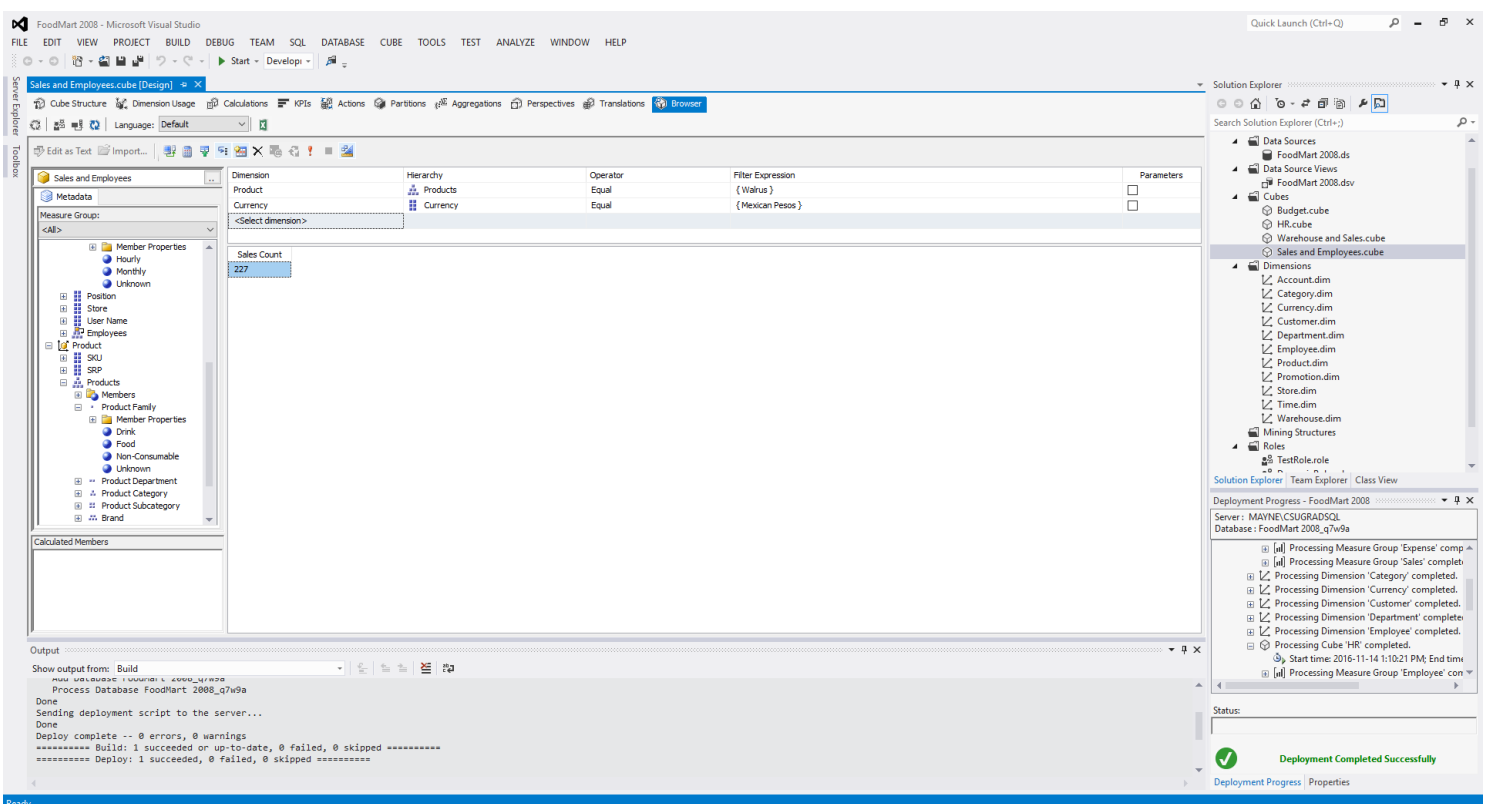 FoodMart 2008 - Microsoft Visual Studio
Quick Launch (Ctrl+Q)
FILE EDIT VIEW PROJECT BUILD DEBUG TEAM SQL DATABASE CUBE TOOLS TEST ANALYZE WINDOW HELP
Start
Server Explorer
Toolbox
Sales and Employees.cube [Design]
Cube Structure Dimension Usage Calculations KPIs Actions Partitions Aggregations Perspectives Translations Browser
Language: Default
Edit as Text Import...
Sales and Employees ..
Metadata
Measure Group:
<All>
Member Properties
Hourly
Monthly
Unknown
Position
Store
User Name
Employees
Product
SKU
SRP
Products
Members
Product Family
Member Properties
Drink
Food
Non-Consumable
Unknown
Product Department
Product Category
Product Subcategory
Brand
Calculated Members
Dimension Hierarchy Operator Filter Expression Parameters
Product Products Equal { Walrus }
Currency Currency Equal { Mexican Pesos }
<Select dimension>
Sales Count
227
Output
Show output from: Build
Process Database FoodMart 2008_q7w9a
Done
Sending deployment script to the server...
Done
Deploy complete -- 0 errors, 0 warnings
========== Build: 1 succeeded or up-to-date, 0 failed, 0 skipped ==========
========== Deploy: 1 succeeded, 0 failed, 0 skipped ==========
Solution Explorer
Search Solution Explorer (Ctrl+;)
Data Sources
FoodMart 2008.ds
Data Source Views
FoodMart 2008.dsv
Cubes
Budget.cube
HR.cube
Warehouse and Sales.cube
Sales and Employees.cube
Dimensions
Account.dim
Category.dim
Currency.dim
Customer.dim
Department.dim
Employee.dim
Product.dim
Promotion.dim
Store.dim
Time.dim
Warehouse.dim
Mining Structures
Roles
TestRole.role
Solution Explorer Team Explorer Class View
Deployment Progress - FoodMart 2008
Server : MAYNE\CSUGRADSQL
Database : FoodMart 2008_q7w9a
Processing Measure Group 'Expense' comp
Processing Measure Group 'Sales' complet
Processing Dimension 'Category' completed.
Processing Dimension 'Currency' completed.
Processing Dimension 'Customer' completed.
Processing Dimension 'Department' complete
Processing Dimension 'Employee' completed.
Processing Cube 'HR' completed.
Start time: 2016-11-14 1:10:21 PM; End time
Processing Measure Group 'Employee' con
Status:
Deployment Completed Successfully
Deployment Progress Properties